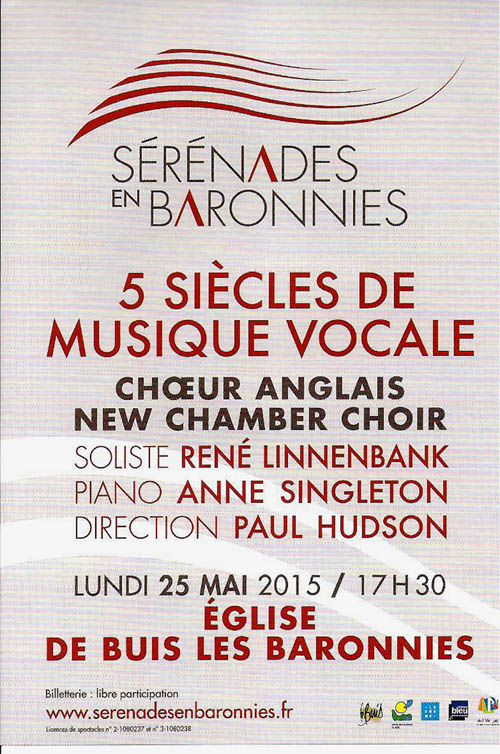 SÉRÉNADES
EN BARONNIES
5 SIÈCLES DE
MUSIQUE VOCALE
CHŒUR ANGLAIS
NEW CHAMBER CHOIR
SOLISTE RENÉ LINNENBANK
PIANO ANNE SINGLETON
DIRECTION PAUL HUDSON
LUNDI 25 MAI 2015 / 17 H 30
ÉGLISE
DE BUIS LES BARONNIES
Billetterie : libre participation
www.serenadesenbaronnies.fr
Licences de spectacles n° 2-1080237 et n° 3-1080238
bleu